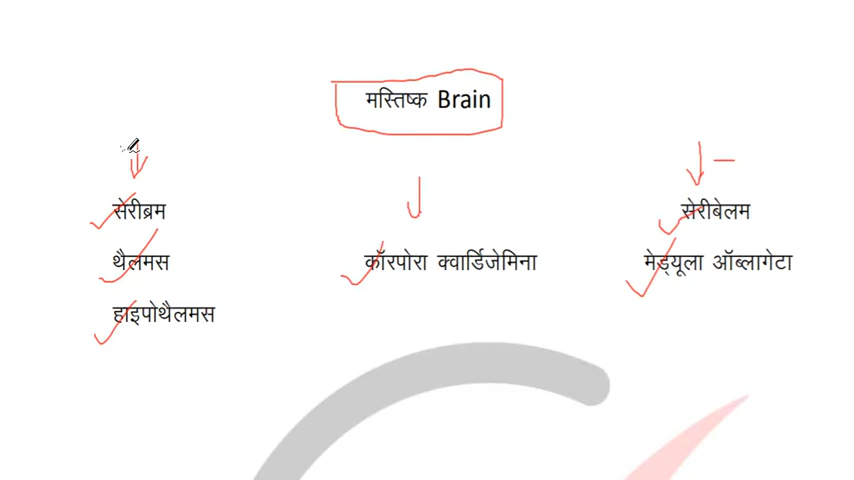 मस्तिष्क Brain
सेरीब्रम
थैलमस
हाइपोथैलमस
कॉरपोरा क्वार्डिजेमिना
सेरीबेलम
मेड्यूला ऑब्लागेटा